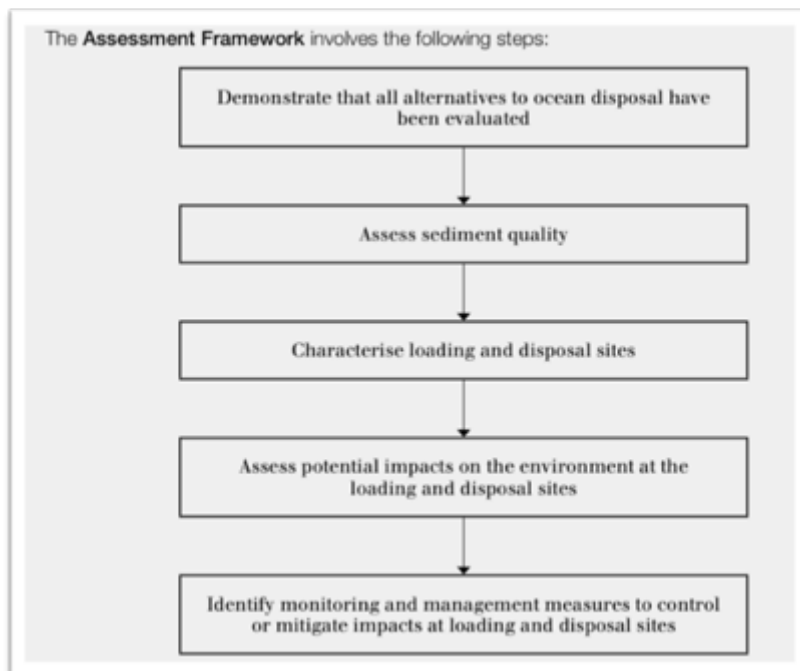 The Assessment Framework involves the following steps:
Demonstrate that all alternatives to ocean disposal have
been evaluated
Assess sediment quality
Characterise loading and disposal sites
Assess potential impacts on the environment at the
loading and disposal sites
Identify monitoring and management measures to control
or mitigate impacts at loading and disposal sites